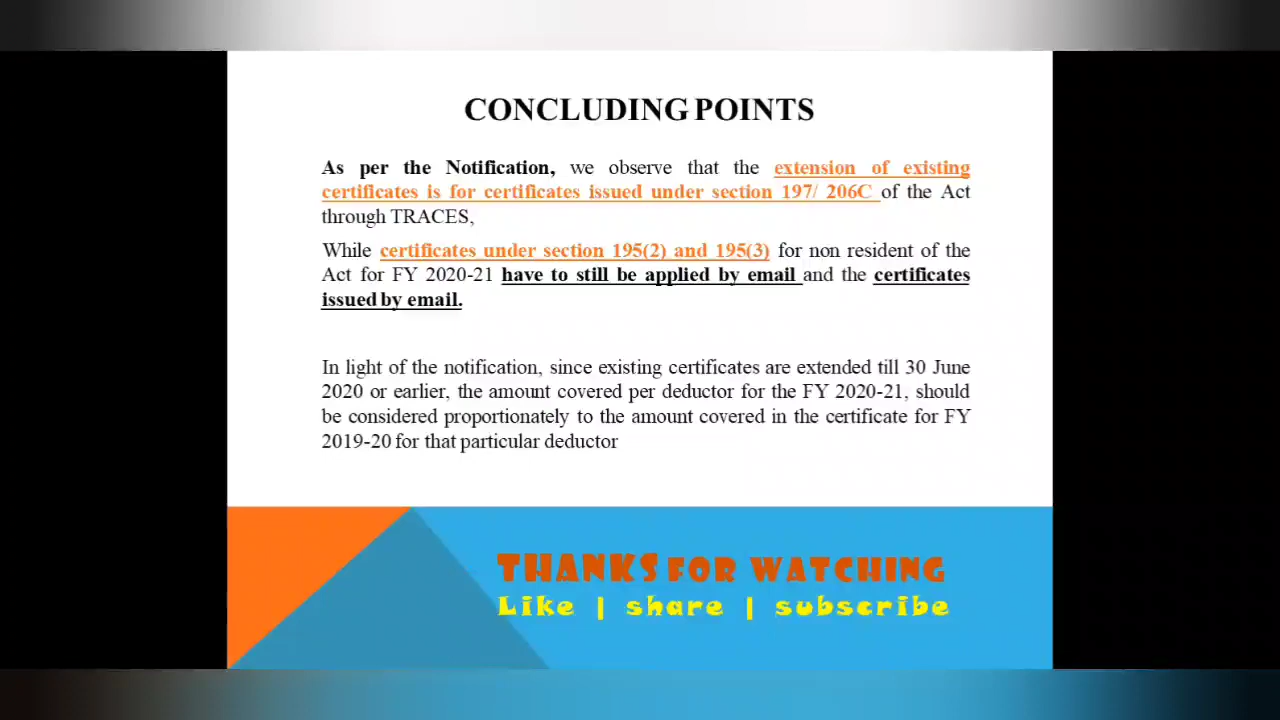 CONCLUDING POINTS
As per the Notification, we observe that the extension of existing
certificates is for certificates issued under section 197/ 206C of the Act
through TRACES,
While certificates under section 195(2) and 195(3) for non resident of the
Act for FY 2020-21 have to still be applied by email and the certificates
issued by email.
In light of the notification, since existing certificates are extended till 30 June
2020 or earlier, the amount covered per deductor for the FY 2020-21, should
be considered proportionately to the amount covered in the certificate for FY
2019-20 for that particular deductor
THANKS FOR WATCHING
Like | share | subscribe